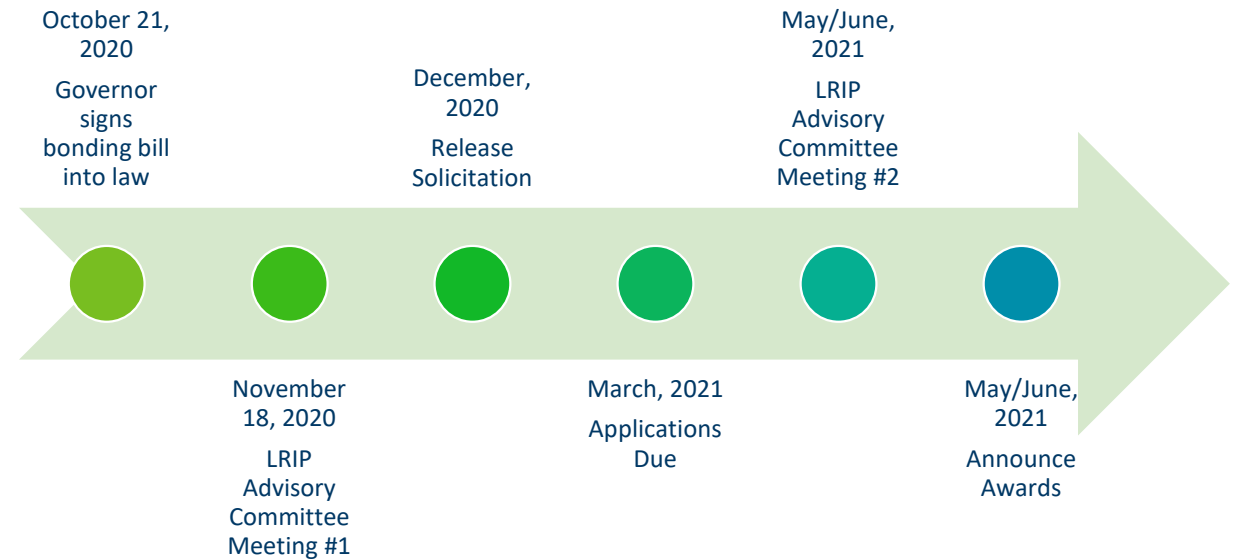 October 21,
2020
Governor
signs
bonding bill
into law
November
18, 2020
LRIP
Advisory
Committee
Meeting #1
December,
2020
Release
Solicitation
March, 2021
Applications
Due
May/June,
2021
LRIP
Advisory
Committee
Meeting #2
May/June,
2021
Announce
Awards